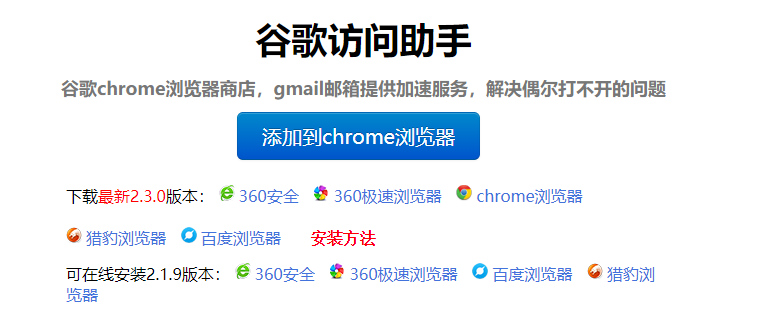 谷歌访问助手
谷歌chrome浏览器商店，gmail邮箱提供加速服务，解决偶尔打不开的问题
添加到chrome浏览器
下载最新2.3.0版本： 360安全 360极速浏览器 chrome浏览器
猎豹浏览器 百度浏览器 安装方法
可在线安装2.1.9版本： 360安全 360极速浏览器 百度浏览器 猎豹浏
览器